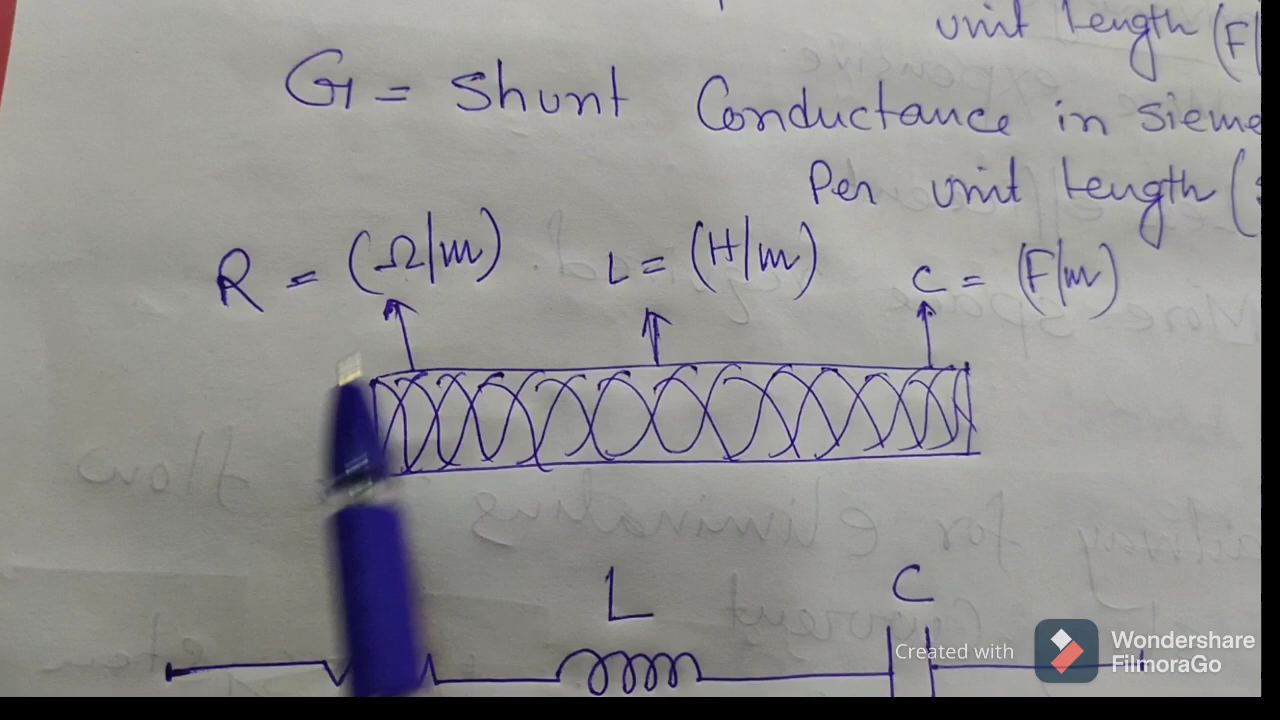 unit length (F/
G = Shunt Conductance in sieme
Per unit length (
R = (Ω/m) L = (H/m) C = (F/m)
L C
Created with Wondershare FilmoraGo